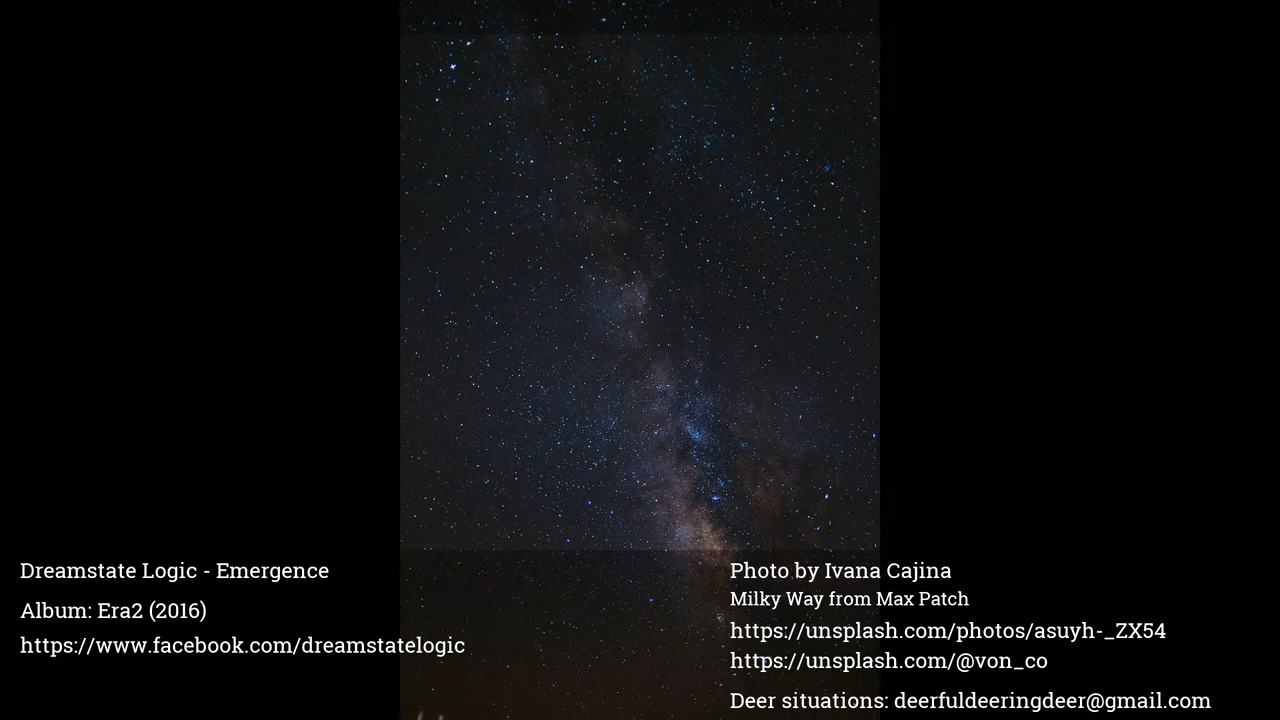 Dreamstate Logic - Emergence
Album: Era2 (2016)
https://www.facebook.com/dreamstatelogic
Photo by Ivana Cajina
Milky Way from Max Patch
https://unsplash.com/photos/asuyh-_ZX54
https://unsplash.com/@von_co
Deer situations: deerfuldeeringdeer@gmail.com